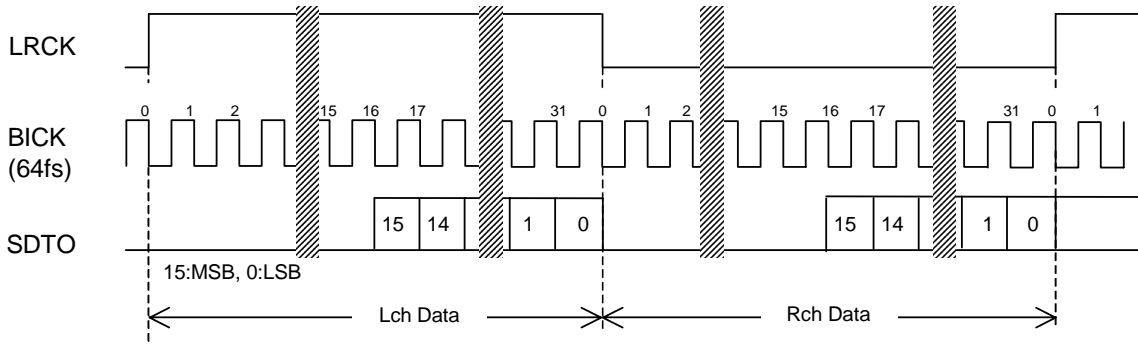 LRCK
0 1 2 15 16 17 31 0 1 2 15 16 17 31 0 1
BICK
(64fs)
15 14 1 0 15 14 1 0
SDTO
15:MSB, 0:LSB
Lch Data Rch Data